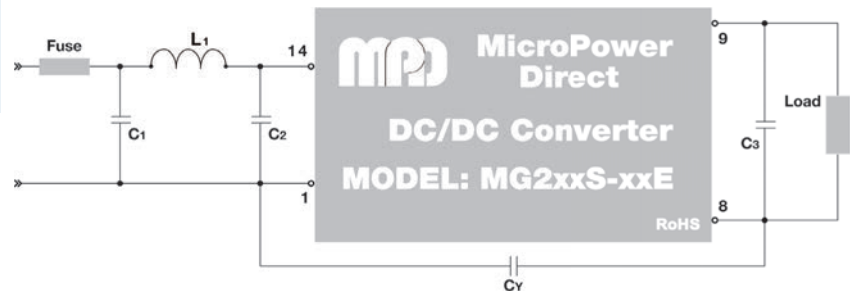 Fuse
L1
14
C1
C2
1
MPD
MicroPower
Direct
DC/DC Converter
MODEL: MG2xxS-xxE
RoHS
9
8
C3
Load
CY